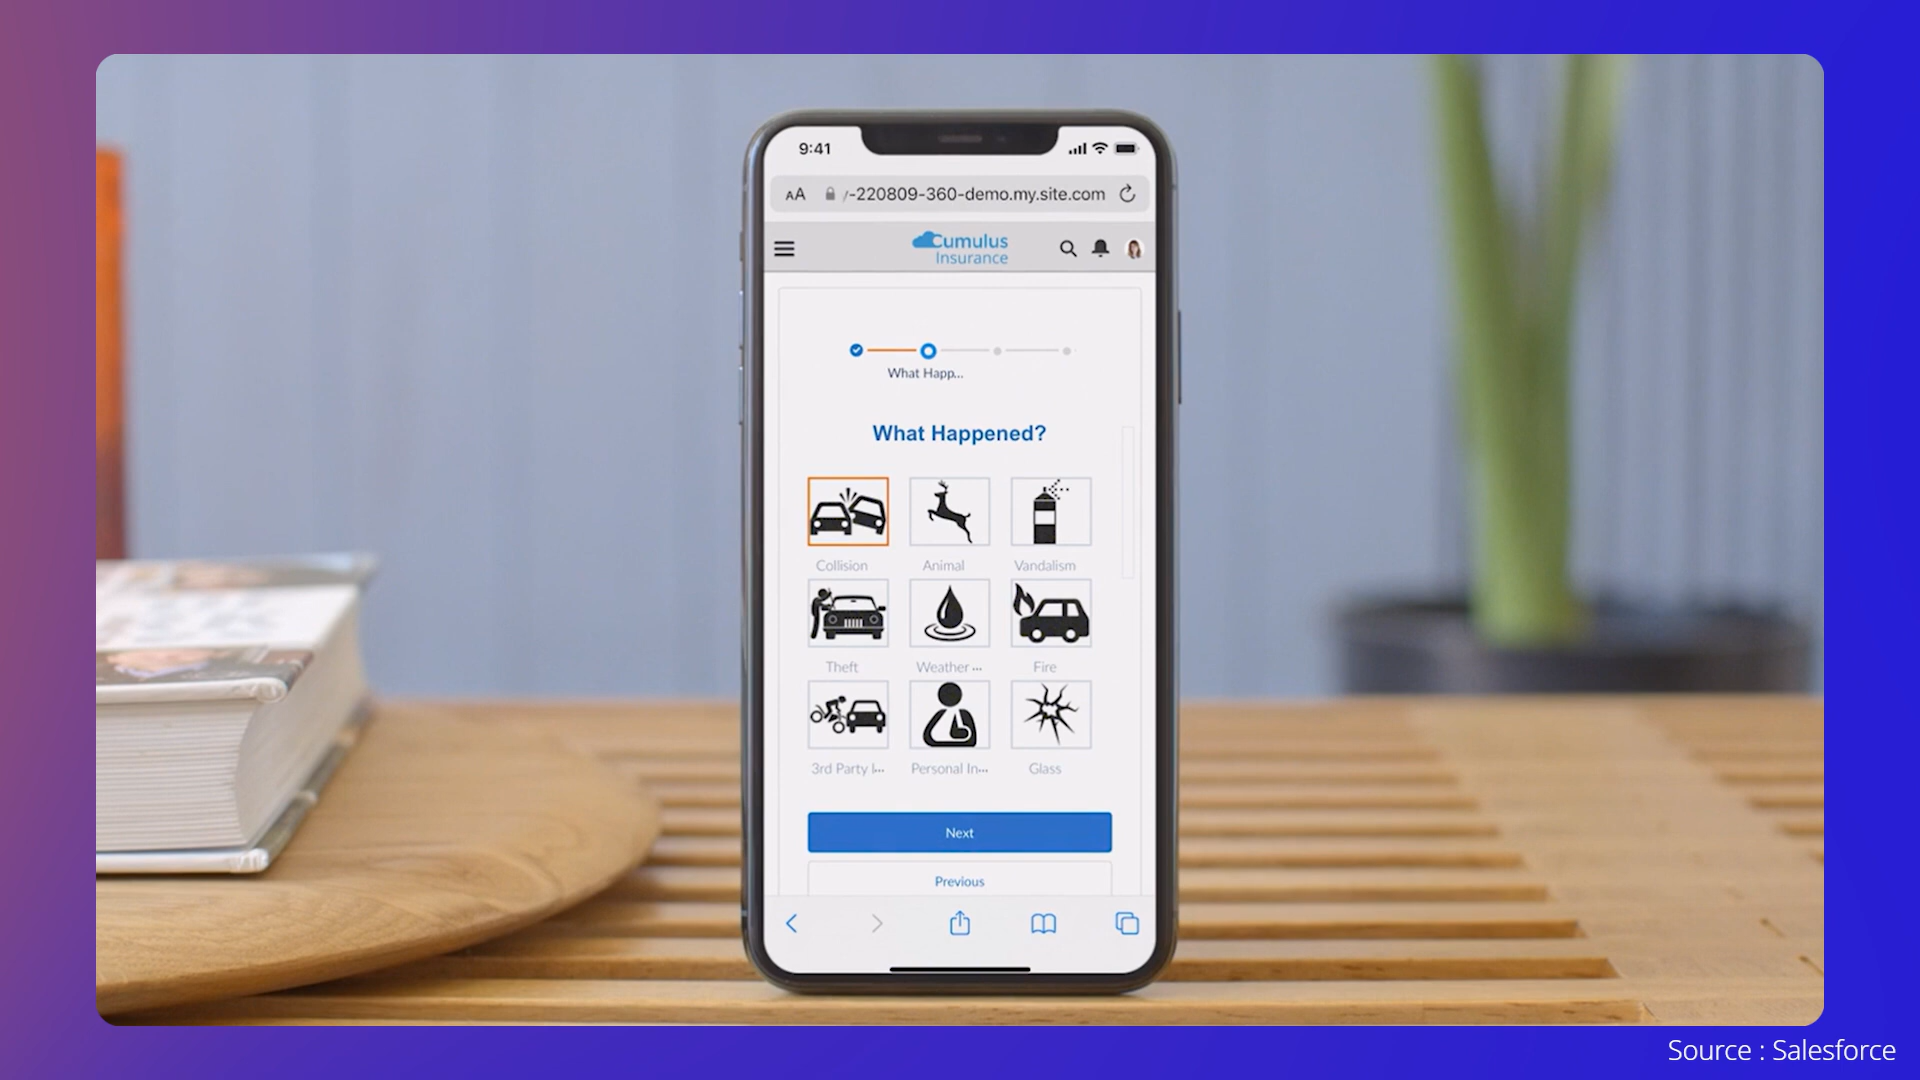 9:41
AA /-220809-360-demo.my.site.com
Cumulus
Insurance
What Happ...
What Happened?
Collision Animal Vandalism
Theft Weather ... Fire
3rd Party I... Personal In... Glass
Next
Previous
Source : Salesforce